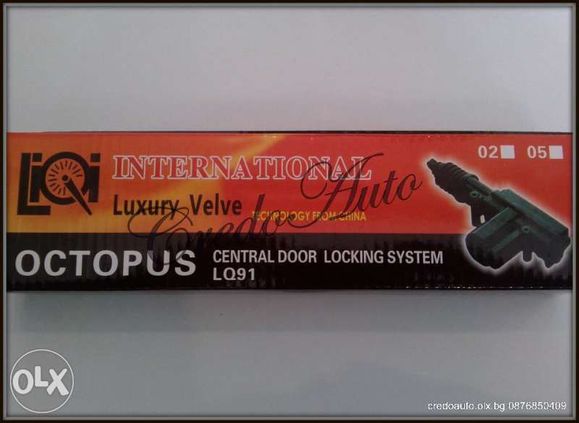 LiQi INTERNATIONAL 02 05
Luxury Velve
TECHNOLOGY FROM CHINA
Credo Auto
OCTOPUS CENTRAL DOOR LOCKING SYSTEM
LQ91
OLX
credoauto.olx.bg 0876850409